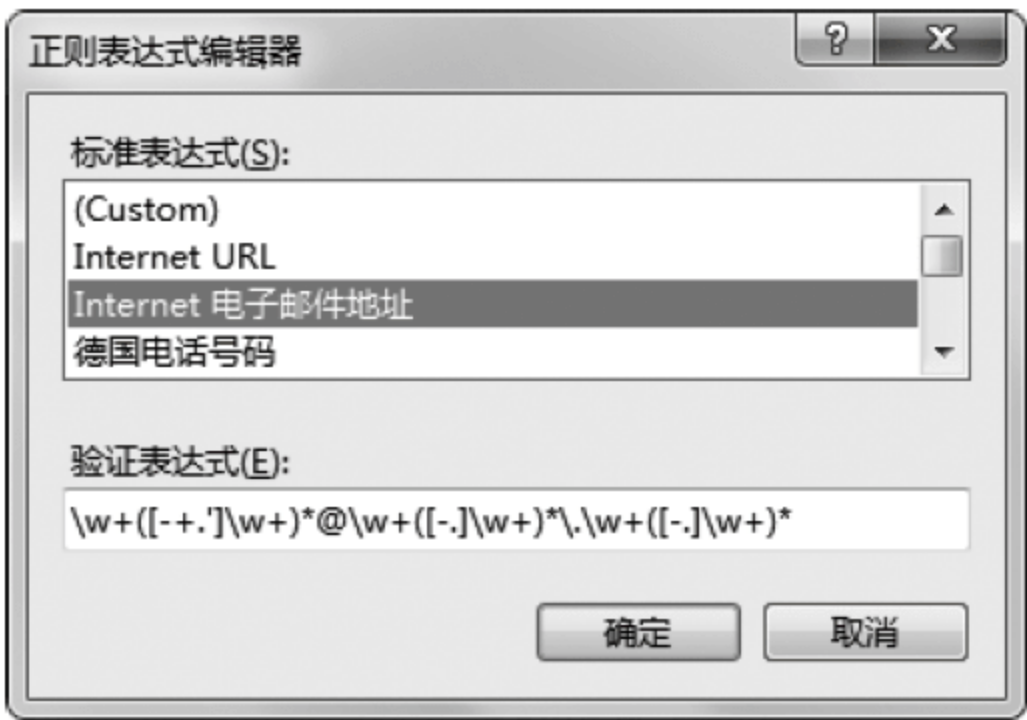 正则表达式编辑器
标准表达式(S):
(Custom)
Internet URL
Internet 电子邮件地址
德国电话号码
验证表达式(E):
\w+([-+.']\w+)*@\w+([-.]\w+)*\.\w+([-.]\w+)*
确定 取消